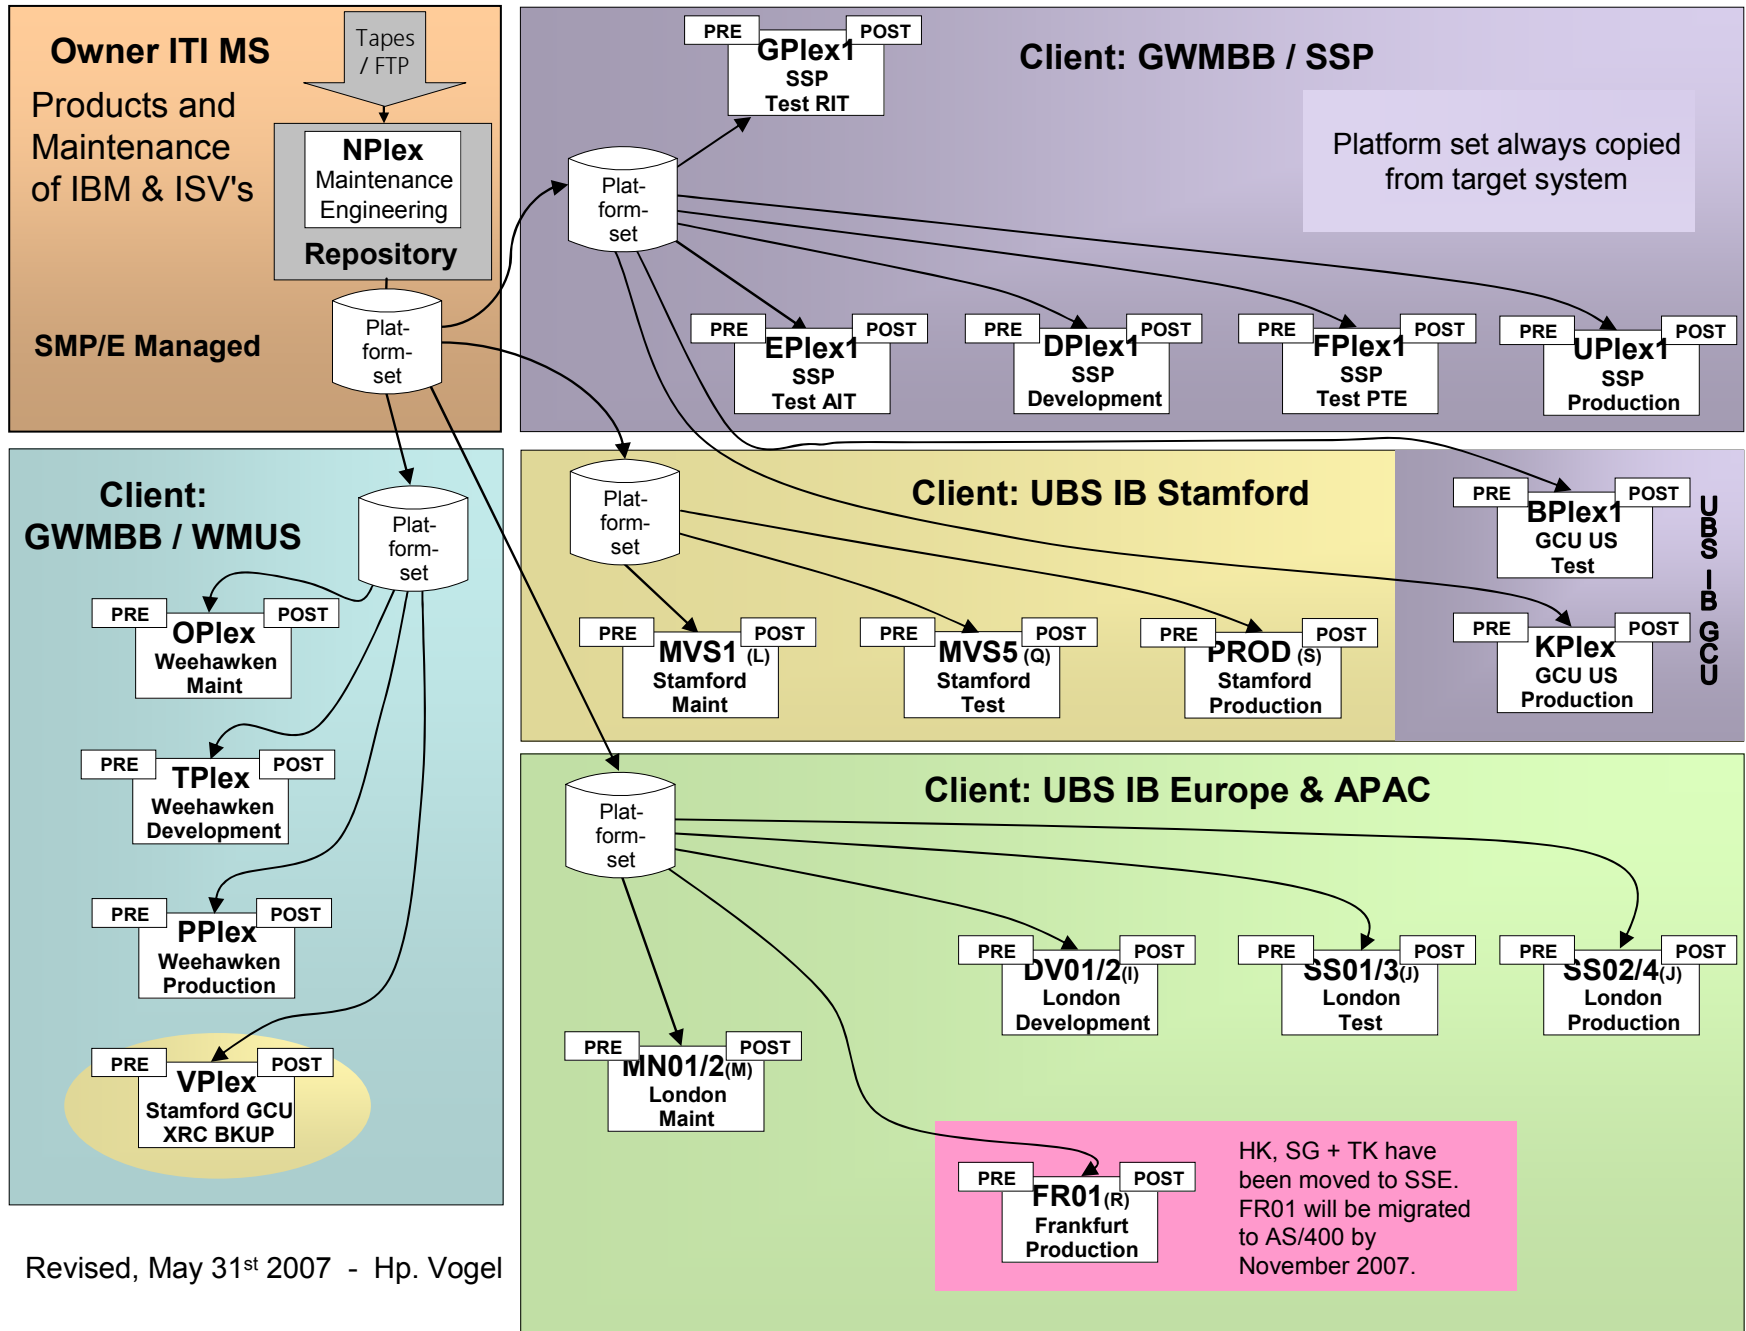 Owner ITI MS
Products and
Maintenance
of IBM & ISV's
SMP/E Managed
Tapes
/ FTP
NPlex
Maintenance
Engineering
Repository
Plat-
form-
set
Client: GWMBB / SSP
Platform set always copied
from target system
Plat-
form-
set
PRE
POST
GPlex1
SSP
Test RIT
PRE
POST
EPlex1
SSP
Test AIT
PRE
POST
DPlex1
SSP
Development
PRE
POST
FPlex1
SSP
Test PTE
PRE
POST
UPlex1
SSP
Production
Client:
GWMBB / WMUS
Plat-
form-
set
PRE
POST
OPlex
Weehawken
Maint
PRE
POST
TPlex
Weehawken
Development
PRE
POST
PPlex
Weehawken
Production
PRE
POST
VPlex
Stamford GCU
XRC BKUP
Client: UBS IB Stamford
Plat-
form-
set
PRE
POST
MVS1 (L)
Stamford
Maint
PRE
POST
MVS5 (Q)
Stamford
Test
PRE
POST
PROD (S)
Stamford
Production
UBS IB GCU
PRE
POST
BPlex1
GCU US
Test
PRE
POST
KPlex
GCU US
Production
Client: UBS IB Europe & APAC
Plat-
form-
set
PRE
POST
DV01/2(I)
London
Development
PRE
POST
SS01/3(J)
London
Test
PRE
POST
SS02/4(J)
London
Production
PRE
POST
MN01/2(M)
London
Maint
PRE
POST
FR01(R)
Frankfurt
Production
HK, SG + TK have
been moved to SSE.
FR01 will be migrated
to AS/400 by
November 2007.
Revised, May 31st 2007 - Hp. Vogel